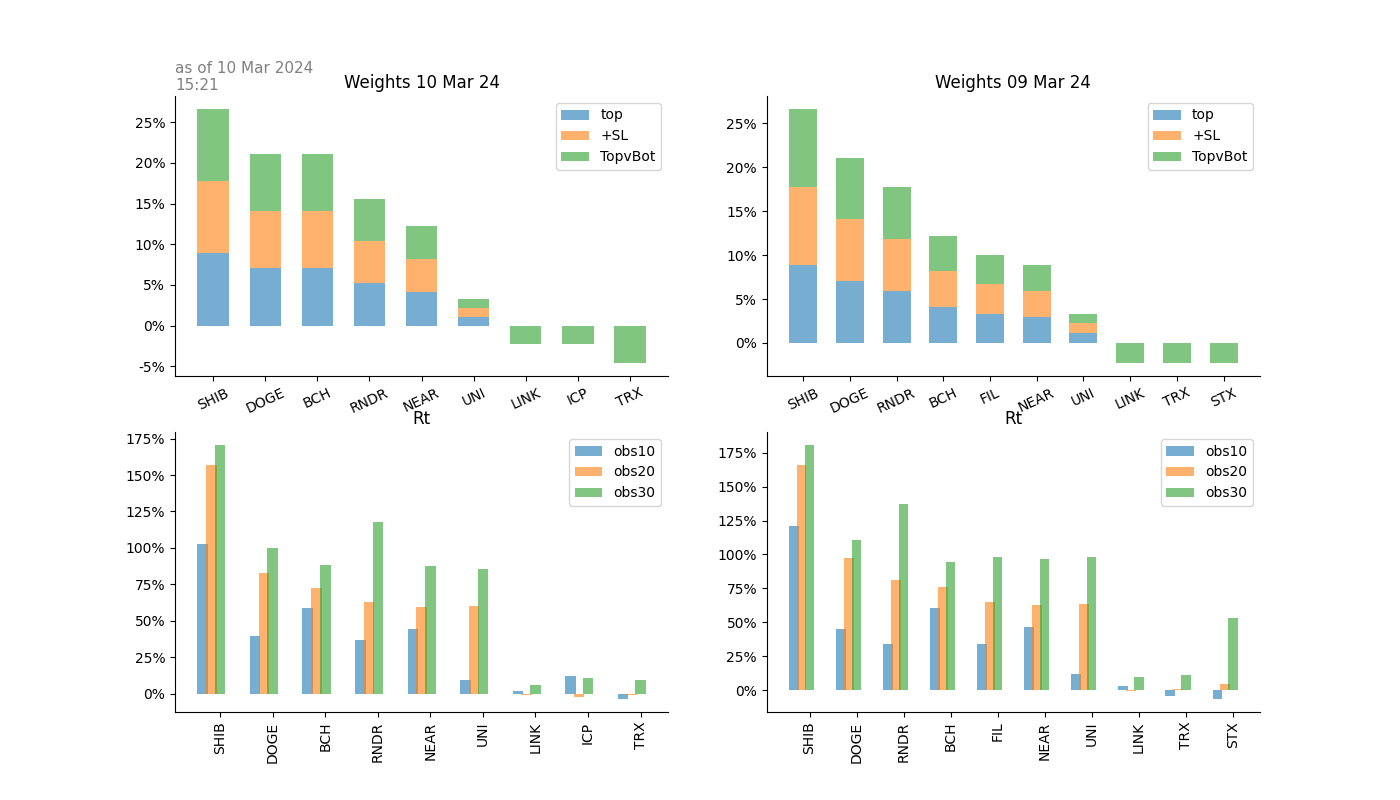 as of 10 Mar 2024
15:21
Weights 10 Mar 24
25%
20%
15%
10%
5%
0%
-5%
top
+SL
TopvBot
SHIB DOGE BCH RNDR NEAR UNI LINK ICP TRX
Weights 09 Mar 24
25%
20%
15%
10%
5%
0%
top
+SL
TopvBot
SHIB DOGE RNDR BCH FIL NEAR UNI LINK TRX STX
Rt
175%
150%
125%
100%
75%
50%
25%
0%
obs10
obs20
obs30
SHIB DOGE BCH RNDR NEAR UNI LINK ICP TRX
Rt
175%
150%
125%
100%
75%
50%
25%
0%
obs10
obs20
obs30
SHIB DOGE RNDR BCH FIL NEAR UNI LINK TRX STX